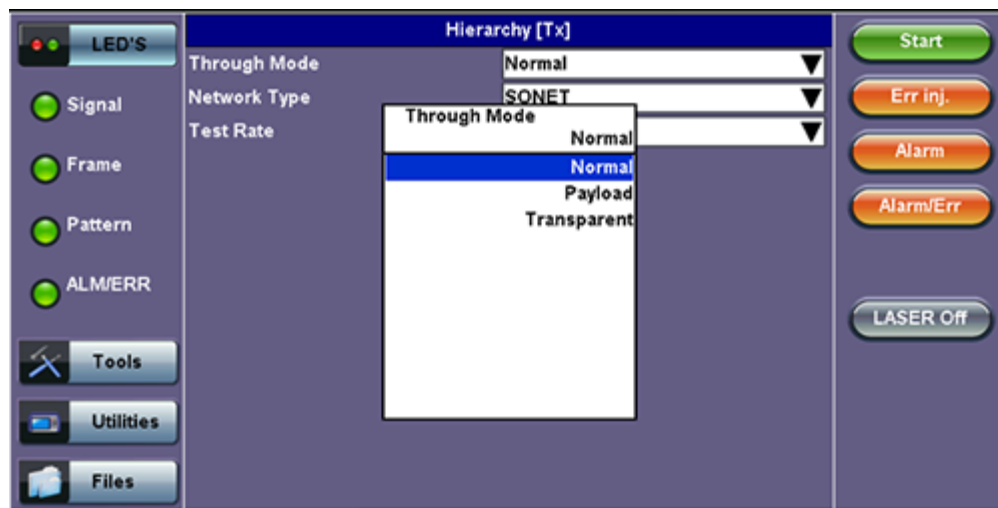 LED'S
Signal
Frame
Pattern
ALM/ERR
Tools
Utilities
Files
Hierarchy [Tx]
Through Mode Normal
Network Type SONET
Test Rate
Through Mode
Normal
Normal
Payload
Transparent
Start
Err inj.
Alarm
Alarm/Err
LASER Off